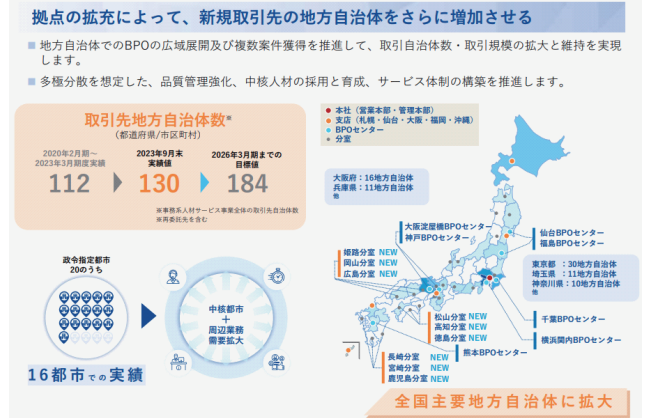 拠点の拡充によって、新規取引先の地方自治体をさらに増加させる
地方自治体でのBPOの広域展開及び複数案件獲得を推進して、取引自治体数・取引規模の拡大と維持を実現
します。
多極分散を想定した、品質管理強化、中核人材の採用と育成、サービス体制の構築を推進します。
取引先地方自治体数※
（都道府県/市区町村）
2020年2月期～
2023年3月期度実績
112
2023年9月末
実績値
130
2026年3月期までの
目標値
184
※事務系人材サービス事業全体の取引先自治体数
※再委託先を含む
本社（営業本部・管理本部）
支店（札幌・仙台・大阪・福岡・沖縄）
BPOセンター
分室
大阪府：16地方自治体
兵庫県：11地方自治体
他
大阪淀屋橋BPOセンター
神戸BPOセンター
仙台BPOセンター
福島BPOセンター
姫路分室 NEW
岡山分室 NEW
広島分室 NEW
東京都 ：30地方自治体
埼玉県 ：11地方自治体
神奈川県：10地方自治体
他
千葉BPOセンター
横浜関内BPOセンター
松山分室 NEW
高知分室 NEW
徳島分室 NEW
熊本BPOセンター
長崎分室 NEW
宮崎分室 NEW
鹿児島分室 NEW
政令指定都市
20のうち
16都市での実績
中核都市
＋
周辺業務
需要拡大
全国主要地方自治体に拡大